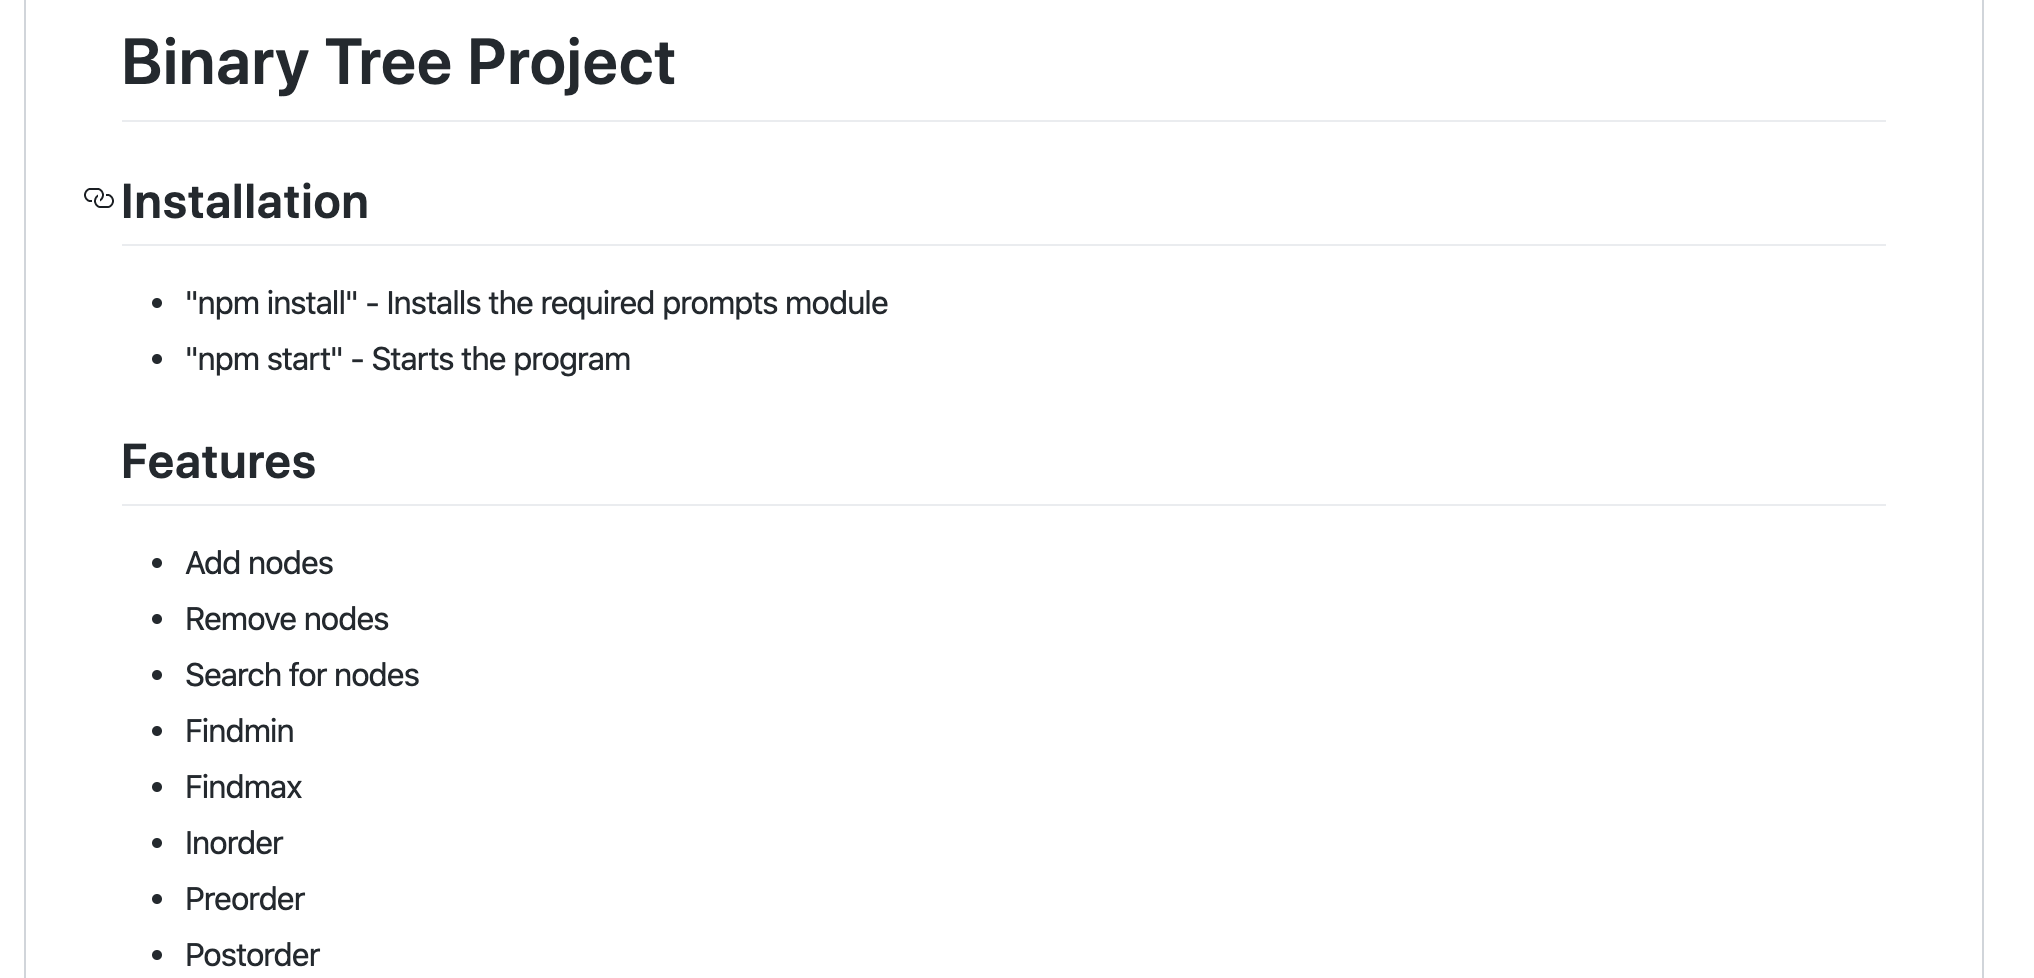 Binary Tree Project
Installation
"npm install" - Installs the required prompts module
"npm start" - Starts the program
Features
Add nodes
Remove nodes
Search for nodes
Findmin
Findmax
Inorder
Preorder
Postorder